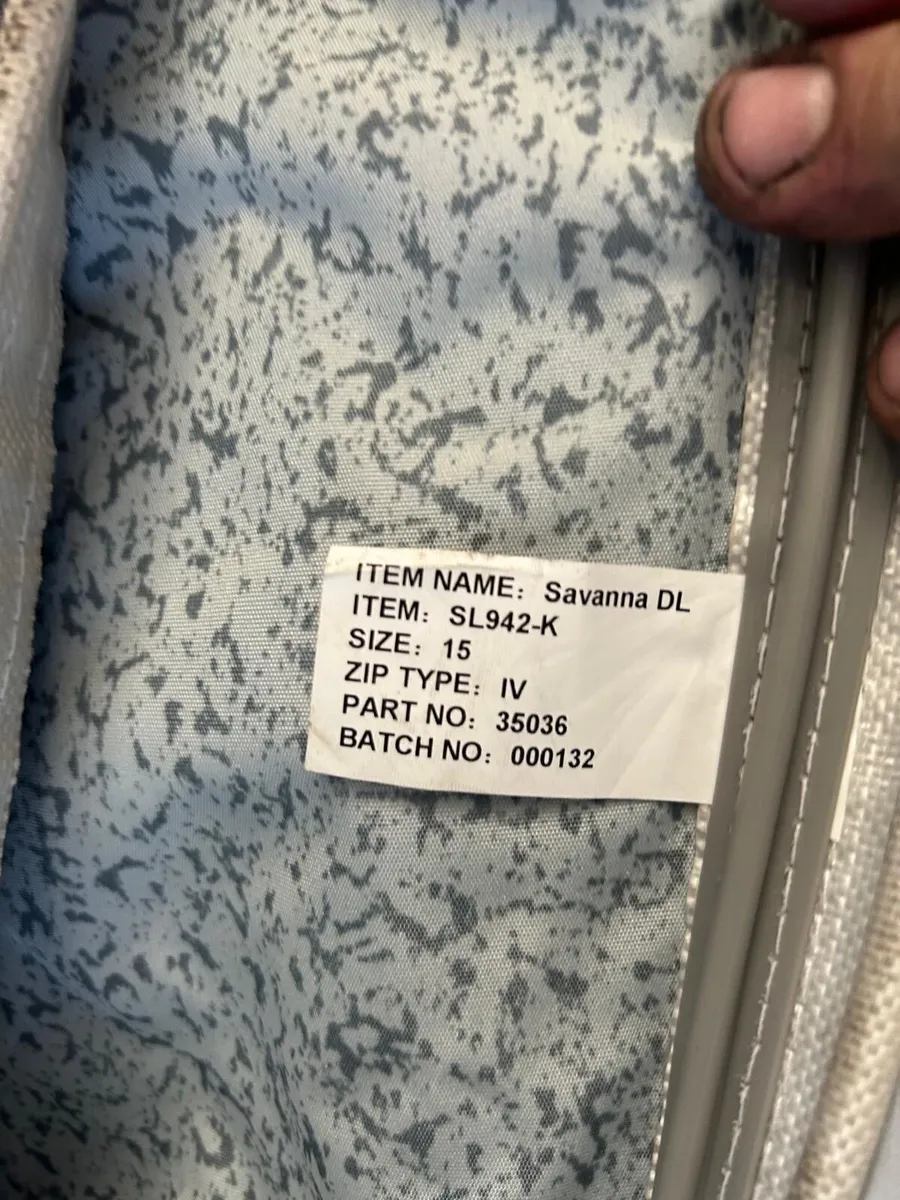 ITEM NAME: Savanna DL
ITEM: SL942-K
SIZE: 15
ZIP TYPE: IV
PART NO: 35036
BATCH NO: 000132